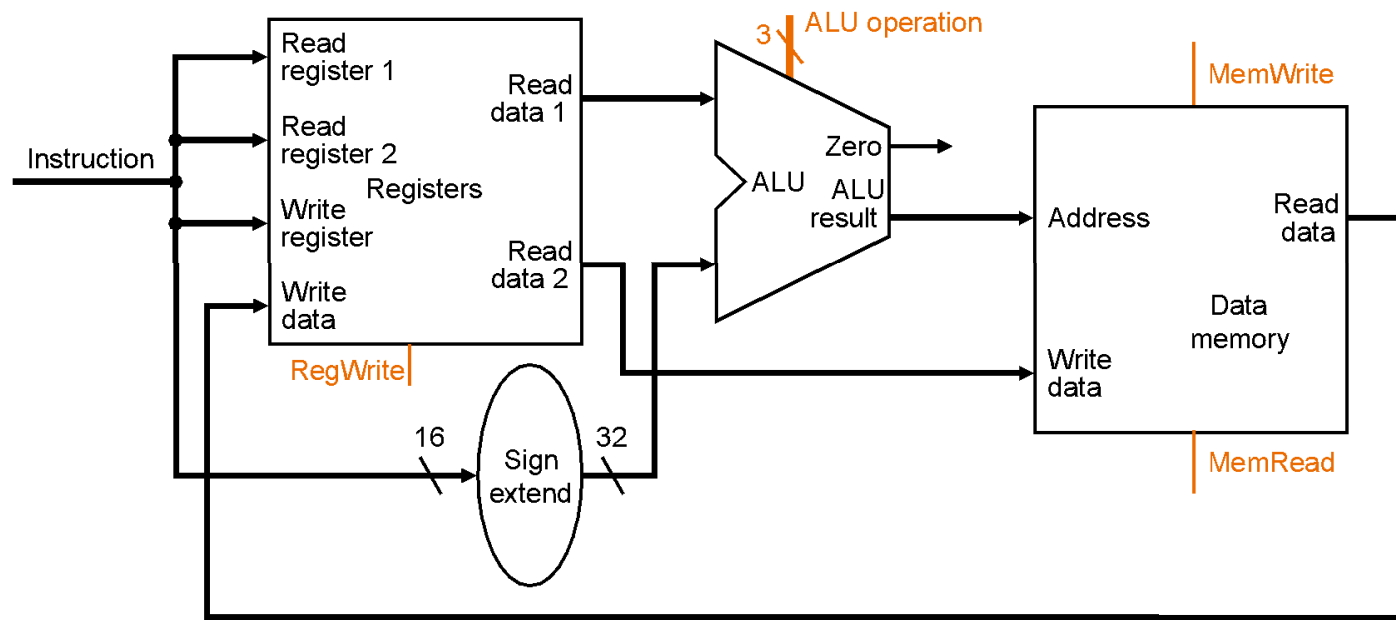 ALU operation
3
Read
register 1
Read
data 1
MemWrite
Read
register 2
Instruction
Registers
Zero
ALU
ALU
result
Write
register
Address
Read
data
Read
data 2
Write
data
Data
memory
RegWrite
Write
data
16
32
Sign
extend
MemRead